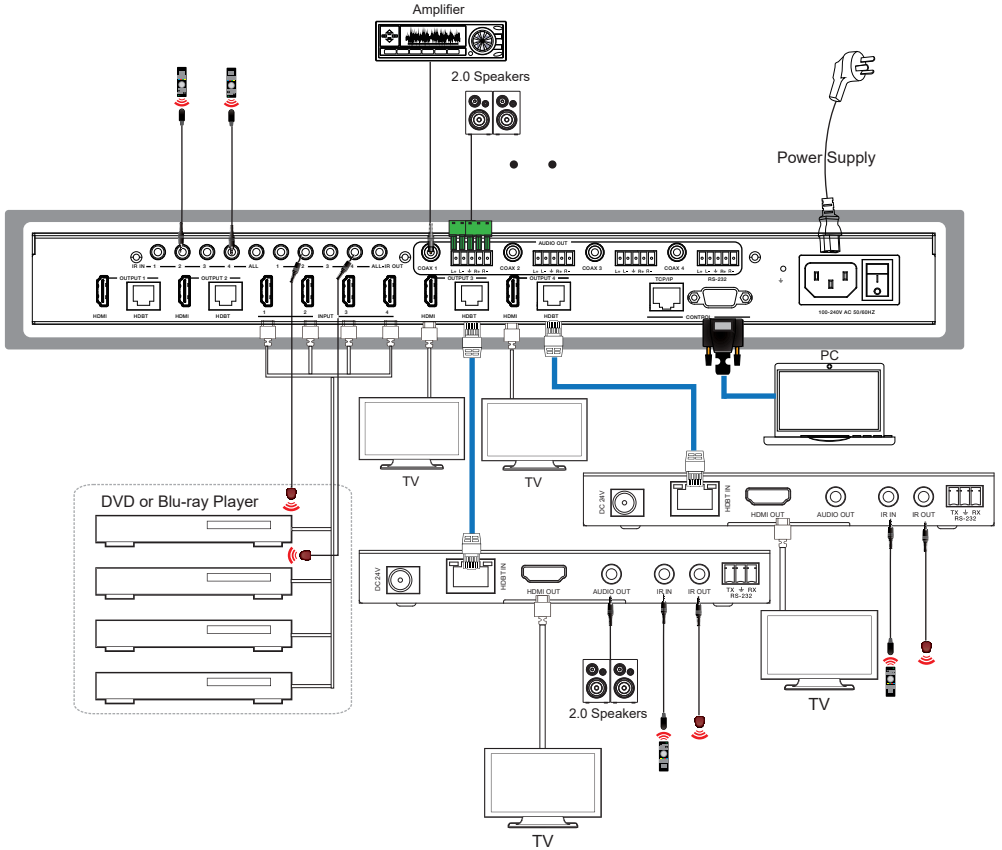 Amplifier
2.0 Speakers
Power Supply
AUDIO OUT
IR IN 1 2 3 4 ALL 1 2 3 4 ALL IR OUT
COAX 1 L+ L- R+ R- COAX 2 L+ L- R+ R- COAX 3 L+ L- R+ R- COAX 4 L+ L- R+ R-
OUTPUT 1 OUTPUT 2 OUTPUT 3 OUTPUT 4 TCP/IP RS-232
HDMI HDBT HDMI HDBT 1 2 INPUT 3 4 HDMI HDBT HDMI HDBT CONTROL
100-240V AC 50/60HZ
PC
TV
TV
DVD or Blu-ray Player
DC 24V HDBT IN HDMI OUT AUDIO OUT IR IN IR OUT TX RX
RS-232
DC 24V HDBT IN HDMI OUT AUDIO OUT IR IN IR OUT TX RX
RS-232
2.0 Speakers
TV
TV